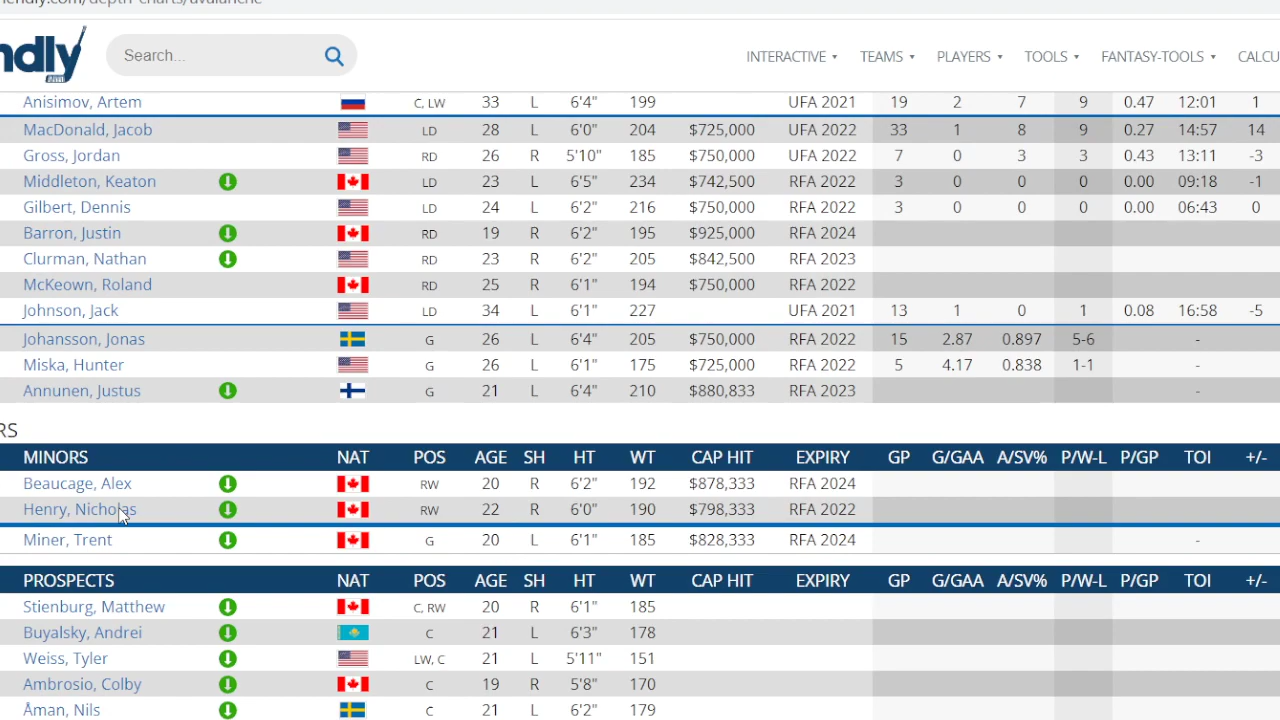 endly.com/depth-charts/avalanche
ndly Search... INTERACTIVE TEAMS PLAYERS TOOLS FANTASY-TOOLS CALCU
Anisimov, Artem C, LW 33 L 6'4" 199 UFA 2021 19 2 7 9 0.47 12:01 1
MacDonald, Jacob LD 28 L 6'0" 204 $725,000 UFA 2022 33 1 8 9 0.27 14:57 14
Gross, Jordan RD 26 R 5'10" 185 $750,000 UFA 2022 7 0 3 3 0.43 13:11 -3
Middleton, Keaton LD 23 L 6'5" 234 $742,500 RFA 2022 3 0 0 0 0.00 09:18 -1
Gilbert, Dennis LD 24 L 6'2" 216 $750,000 RFA 2022 3 0 0 0 0.00 06:43 0
Barron, Justin RD 19 R 6'2" 195 $925,000 RFA 2024
Clurman, Nathan RD 23 R 6'2" 205 $842,500 RFA 2023
McKeown, Roland RD 25 R 6'1" 194 $750,000 RFA 2022
Johnson, Jack LD 34 L 6'1" 227 UFA 2021 13 1 0 1 0.08 16:58 -5
Johansson, Jonas G 26 L 6'4" 205 $750,000 RFA 2022 15 2.87 0.897 5-6 -
Miska, Hunter G 26 L 6'1" 175 $725,000 RFA 2022 5 4.17 0.838 1-1 -
Annunen, Justus G 21 L 6'4" 210 $880,833 RFA 2023 -
RS
MINORS NAT POS AGE SH HT WT CAP HIT EXPIRY GP G/GAA A/SV% P/W-L P/GP TOI +/-
Beaucage, Alex RW 20 R 6'2" 192 $878,333 RFA 2024
Henry, Nicholas RW 22 R 6'0" 190 $798,333 RFA 2024
Miner, Trent G 20 L 6'1" 185 $828,333 RFA 2024 -
PROSPECTS NAT POS AGE SH HT WT CAP HIT EXPIRY GP G/GAA A/SV% P/W-L P/GP TOI +/-
Stienburg, Matthew C, RW 20 R 6'1" 185
Buyalsky, Andrei C 21 L 6'3" 178
Weiss, Tyler LW, C 21 L 5'11" 151
Ambrosio, Colby C 19 R 5'8" 170
Åman, Nils C 21 L 6'2" 179